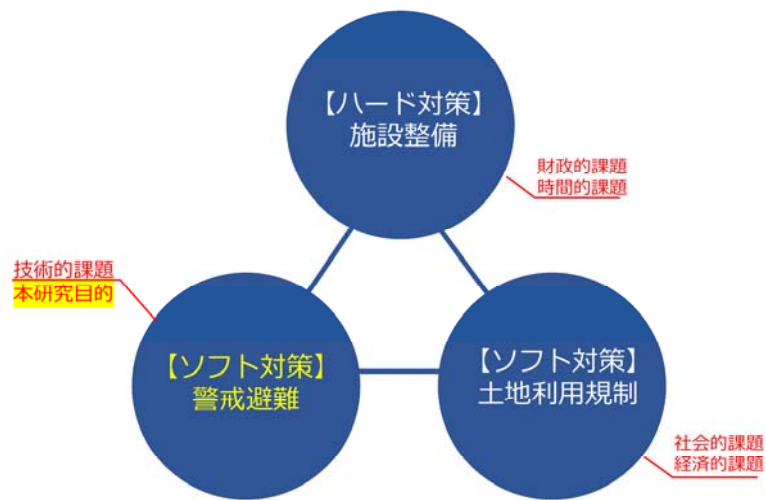 【ハード対策】
施設整備
財政的課題
時間的課題
技術的課題
本研究目的
【ソフト対策】
警戒避難
【ソフト対策】
土地利用規制
社会的課題
経済的課題